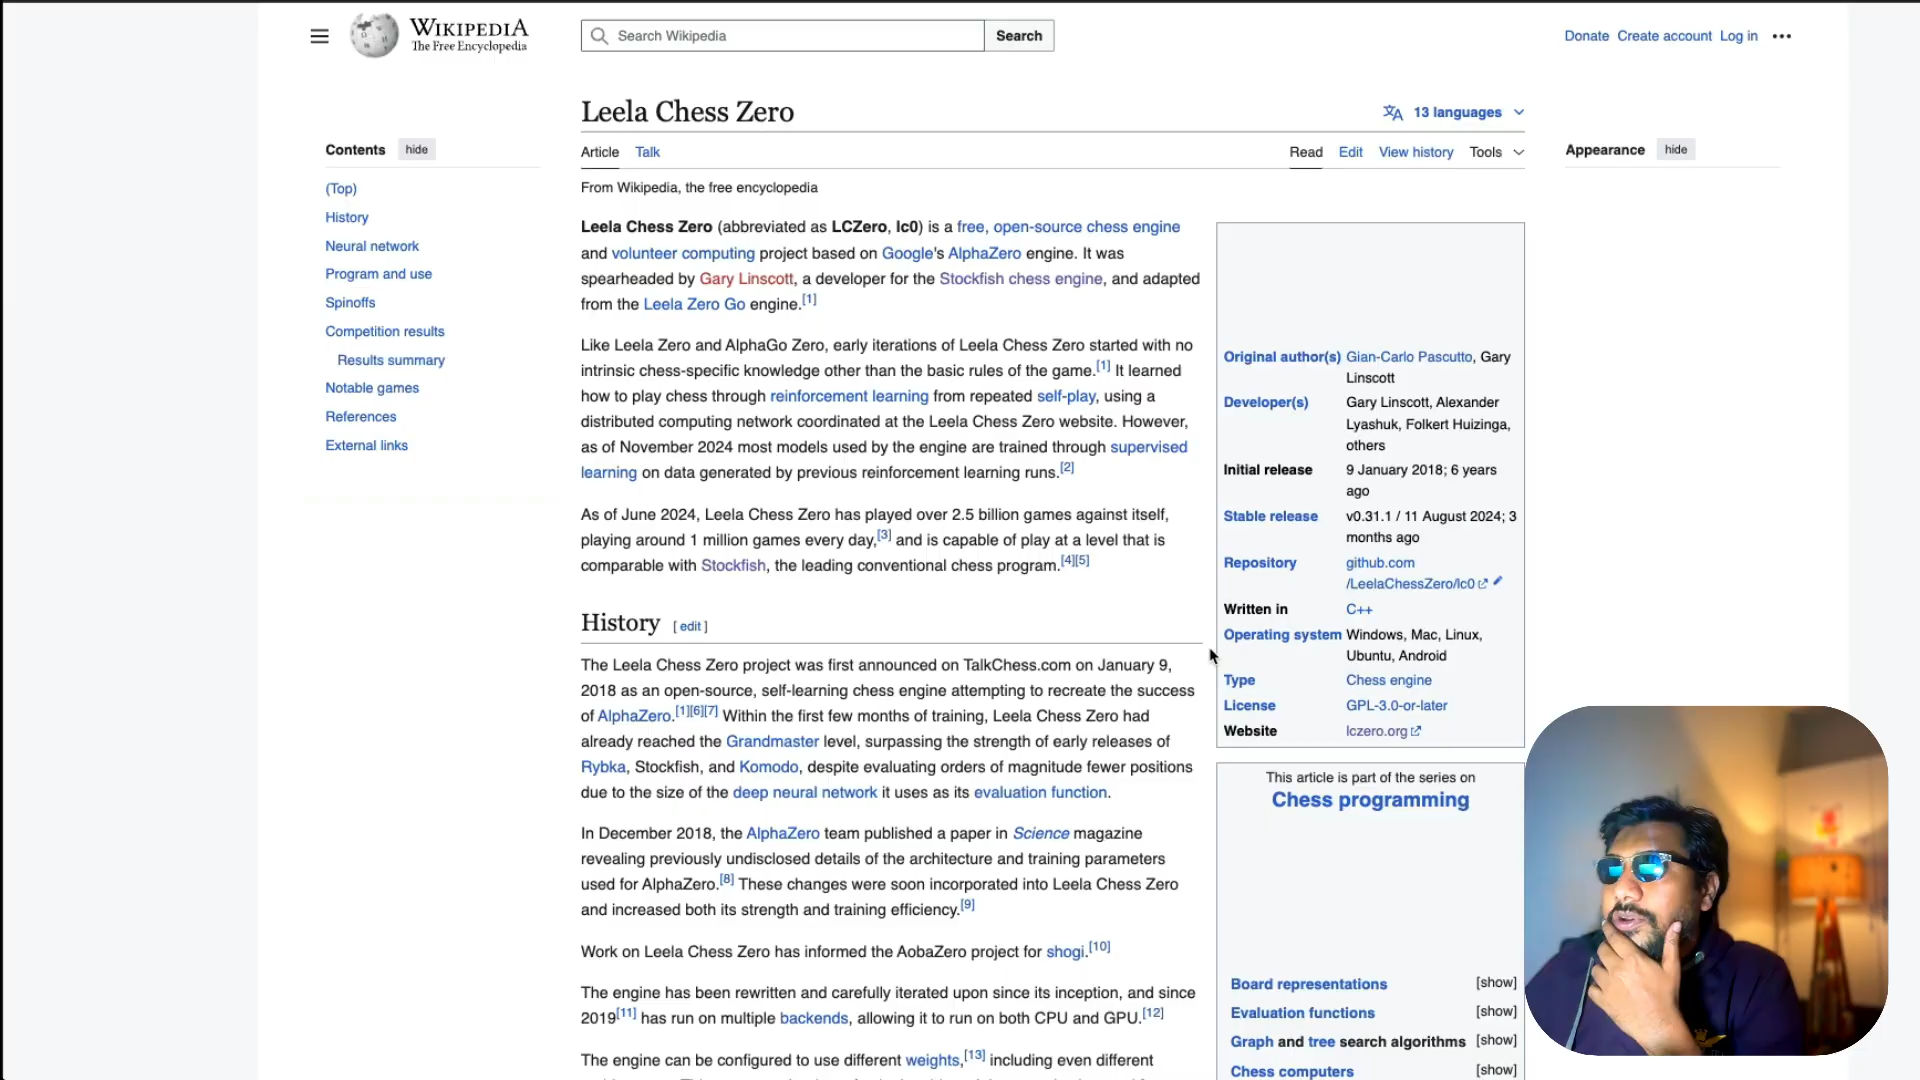 WIKIPEDIA
The Free Encyclopedia
Search Wikipedia
Search
Donate Create account Log in
Leela Chess Zero
13 languages
Contents hide
(Top)
History
Neural network
Program and use
Spinoffs
Competition results
Results summary
Notable games
References
External links
Article Talk
Read Edit View history Tools
Appearance hide
From Wikipedia, the free encyclopedia
Leela Chess Zero (abbreviated as LCZero, lc0) is a free, open-source chess engine
and volunteer computing project based on Google's AlphaZero engine. It was
spearheaded by Gary Linscott, a developer for the Stockfish chess engine, and adapted
from the Leela Zero Go engine.[1]
Like Leela Zero and AlphaGo Zero, early iterations of Leela Chess Zero started with no
intrinsic chess-specific knowledge other than the basic rules of the game.[1] It learned
how to play chess through reinforcement learning from repeated self-play, using a
distributed computing network coordinated at the Leela Chess Zero website. However,
as of November 2024 most models used by the engine are trained through supervised
learning on data generated by previous reinforcement learning runs.[2]
As of June 2024, Leela Chess Zero has played over 2.5 billion games against itself,
playing around 1 million games every day,[3] and is capable of play at a level that is
comparable with Stockfish, the leading conventional chess program.[4][5]
History [ edit ]
The Leela Chess Zero project was first announced on TalkChess.com on January 9,
2018 as an open-source, self-learning chess engine attempting to recreate the success
of AlphaZero.[1][6][7] Within the first few months of training, Leela Chess Zero had
already reached the Grandmaster level, surpassing the strength of early releases of
Rybka, Stockfish, and Komodo, despite evaluating orders of magnitude fewer positions
due to the size of the deep neural network it uses as its evaluation function.
In December 2018, the AlphaZero team published a paper in Science magazine
revealing previously undisclosed details of the architecture and training parameters
used for AlphaZero.[8] These changes were soon incorporated into Leela Chess Zero
and increased both its strength and training efficiency.[9]
Work on Leela Chess Zero has informed the AobaZero project for shogi.[10]
The engine has been rewritten and carefully iterated upon since its inception, and since
2019[11] has run on multiple backends, allowing it to run on both CPU and GPU.[12]
The engine can be configured to use different weights,[13] including even different
Original author(s) Gian-Carlo Pascutto, Gary
Linscott
Developer(s) Gary Linscott, Alexander
Lyashuk, Folkert Huizinga,
others
Initial release 9 January 2018; 6 years
ago
Stable release v0.31.1 / 11 August 2024; 3
months ago
Repository github.com
/LeelaChessZero/lc0
Written in C++
Operating system Windows, Mac, Linux,
Ubuntu, Android
Type Chess engine
License GPL-3.0-or-later
Website lczero.org
This article is part of the series on
Chess programming
Board representations [show]
Evaluation functions [show]
Graph and tree search algorithms [show]
Chess computers [show]